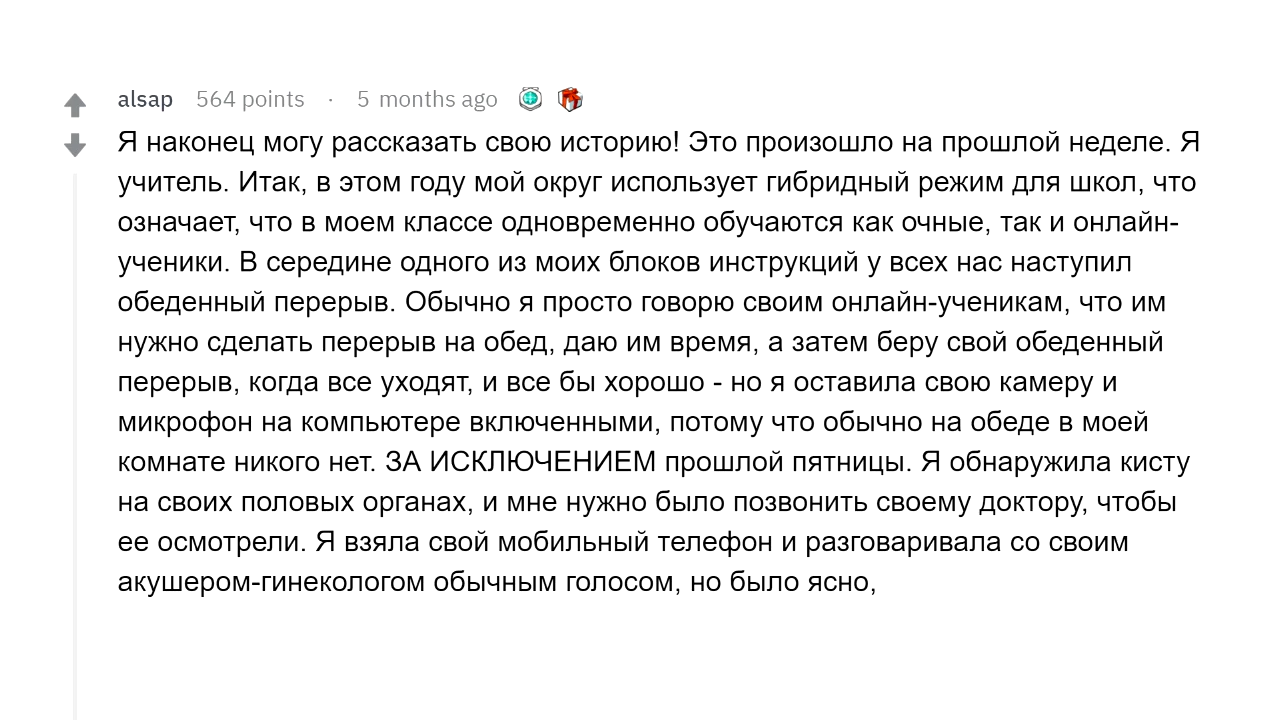 alsap 564 points · 5 months ago
Я наконец могу рассказать свою историю! Это произошло на прошлой неделе. Я
учитель. Итак, в этом году мой округ использует гибридный режим для школ, что
означает, что в моем классе одновременно обучаются как очные, так и онлайн-
ученики. В середине одного из моих блоков инструкций у всех нас наступил
обеденный перерыв. Обычно я просто говорю своим онлайн-ученикам, что им
нужно сделать перерыв на обед, даю им время, а затем беру свой обеденный
перерыв, когда все уходят, и все бы хорошо - но я оставила свою камеру и
микрофон на компьютере включенными, потому что обычно на обеде в моей
комнате никого нет. ЗА ИСКЛЮЧЕНИЕМ прошлой пятницы. Я обнаружила кисту
на своих половых органах, и мне нужно было позвонить своему доктору, чтобы
ее осмотрели. Я взяла свой мобильный телефон и разговаривала со своим
акушером-гинекологом обычным голосом, но было ясно,